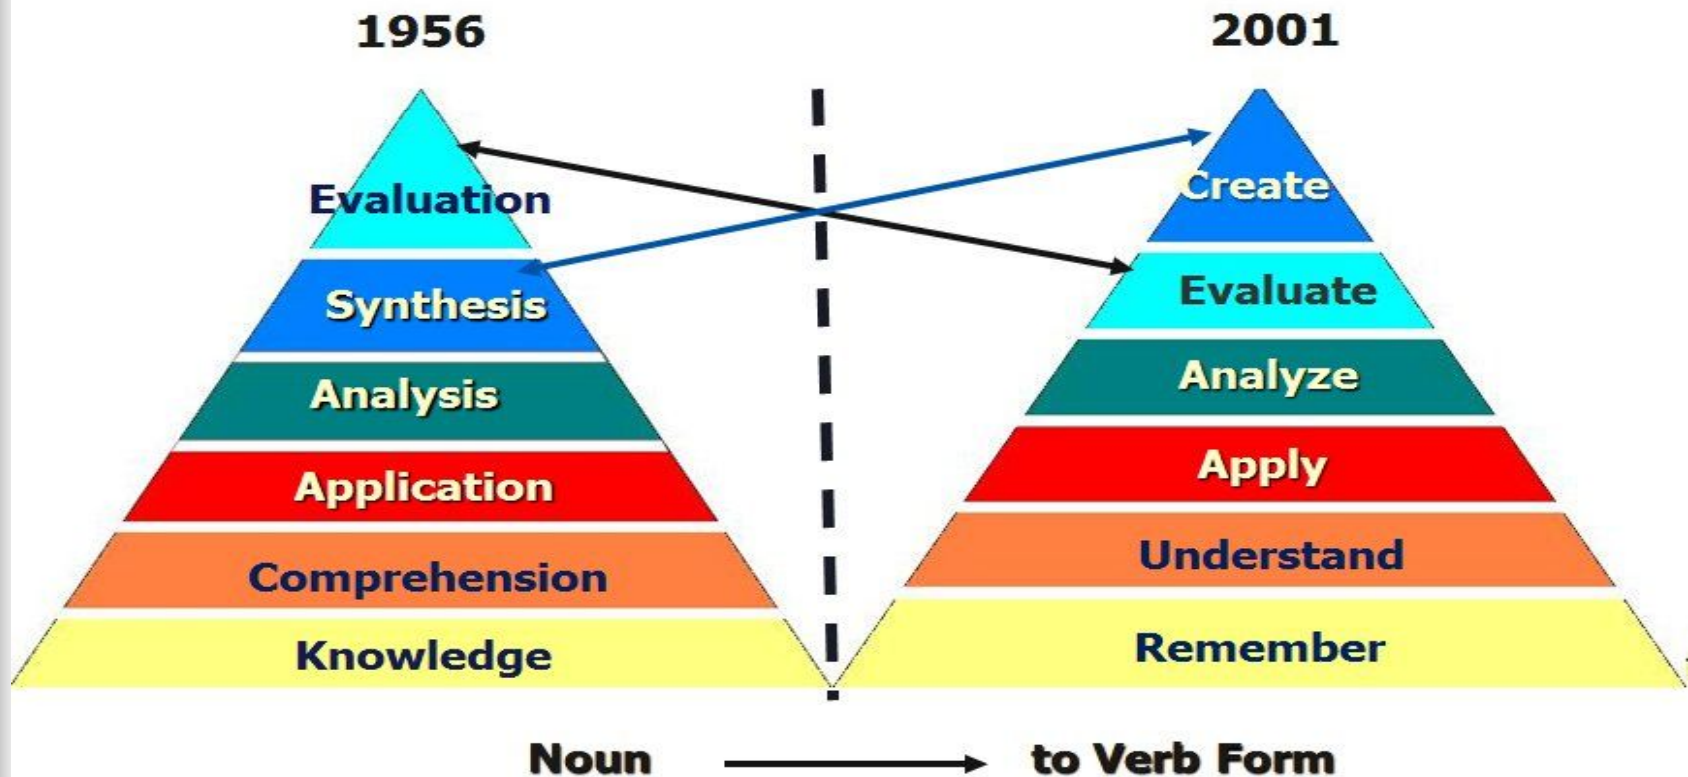 1956
Evaluation
Synthesis
Analysis
Application
Comprehension
Knowledge
2001
Create
Evaluate
Analyze
Apply
Understand
Remember
Noun to Verb Form